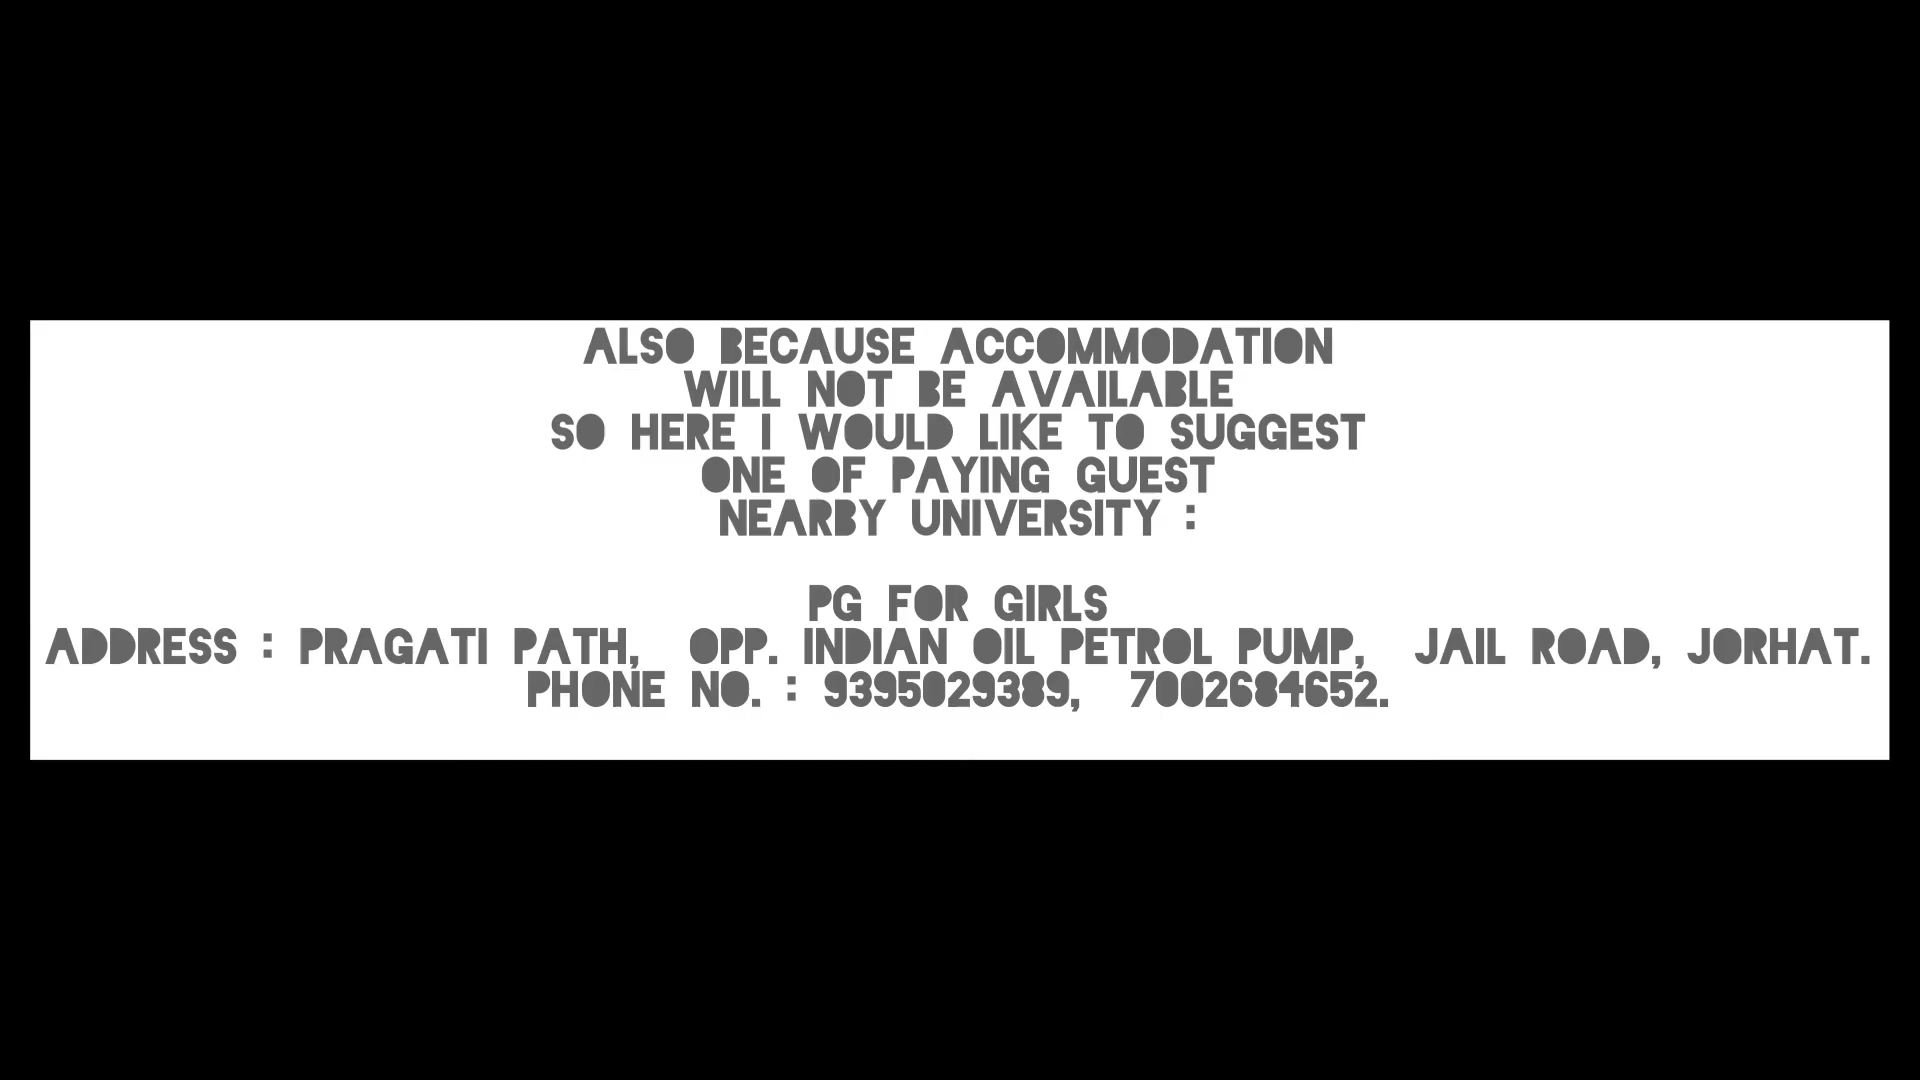 ALSO BECAUSE ACCOMMODATION
WILL NOT BE AVAILABLE
SO HERE I WOULD LIKE TO SUGGEST
ONE OF PAYING GUEST
NEARBY UNIVERSITY :
PG FOR GIRLS
ADDRESS : PRAGATI PATH, OPP. INDIAN OIL PETROL PUMP, JAIL ROAD, JORHAT.
PHONE NO. : 9395029389, 7002684652.